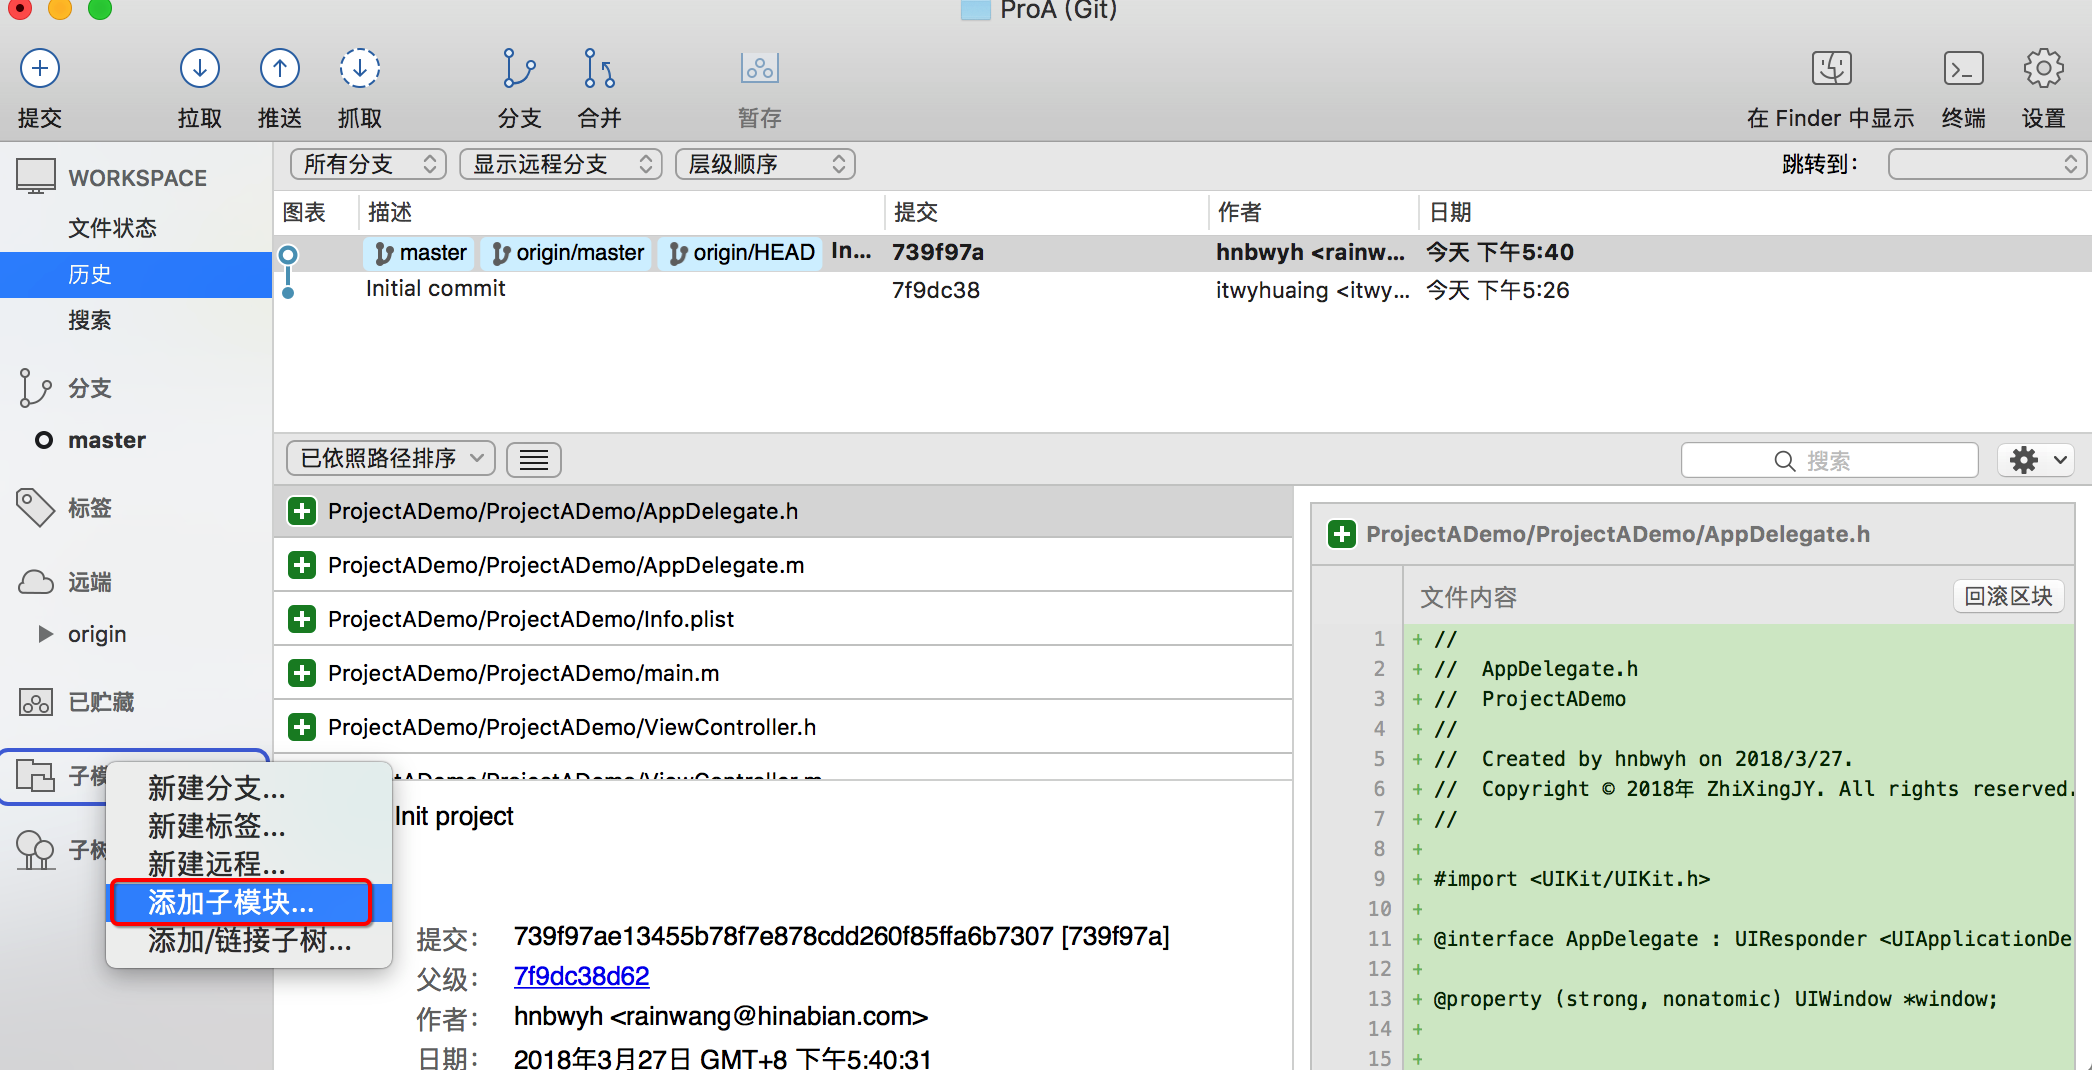 ProA (Git)
提交
拉取
推送
抓取
分支
合并
暂存
在 Finder 中显示
终端
设置
WORKSPACE
文件状态
历史
搜索
分支
master
标签
远端
origin
已贮藏
子模
子树
新建分支...
新建标签...
新建远程...
添加子模块...
添加/链接子树...
所有分支
显示远程分支
层级顺序
跳转到：
图表 描述 提交 作者 日期
master origin/master origin/HEAD In... 739f97a hnbwyh <rainw... 今天 下午5:40
Initial commit 7f9dc38 itwyhuaing <itwy... 今天 下午5:26
已依照路径排序
搜索
ProjectADemo/ProjectADemo/AppDelegate.h
ProjectADemo/ProjectADemo/AppDelegate.m
ProjectADemo/ProjectADemo/Info.plist
ProjectADemo/ProjectADemo/main.m
ProjectADemo/ProjectADemo/ViewController.h
tADemo/ProjectADemo/ViewController.m
Init project
提交： 739f97ae13455b78f7e878cdd260f85ffa6b7307 [739f97a]
父级： 7f9dc38d62
作者： hnbwyh <rainwang@hinabian.com>
日期： 2018年3月27日 GMT+8 下午5:40:31
ProjectADemo/ProjectADemo/AppDelegate.h
文件内容
回滚区块
1 + //
2 + //  AppDelegate.h
3 + //  ProjectADemo
4 + //
5 + //  Created by hnbwyh on 2018/3/27.
6 + //  Copyright © 2018年 ZhiXingJY. All rights reserved.
7 + //
8 +
9 + #import <UIKit/UIKit.h>
10 +
11 + @interface AppDelegate : UIResponder <UIApplicationDe
12 +
13 + @property (strong, nonatomic) UIWindow *window;
14 +
15 +